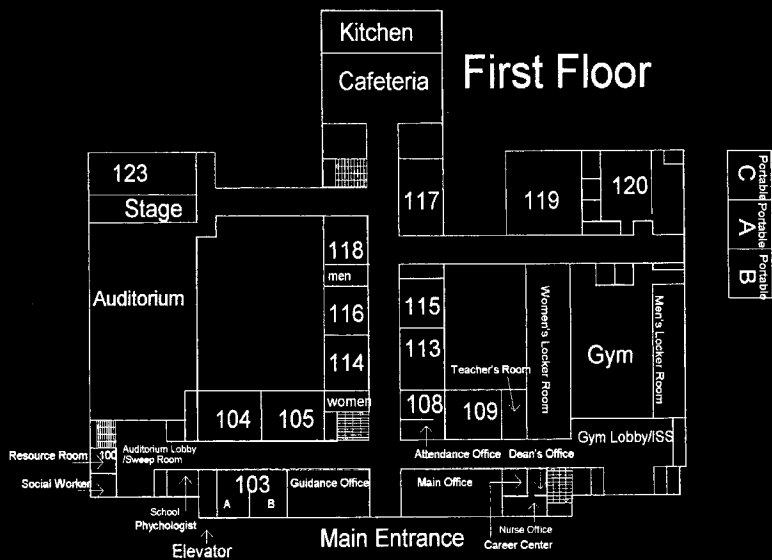 Kitchen
Cafeteria
First Floor
123
Stage
117
119
120
Portable
C
Portable
A
Portable
B
118
men
Auditorium
116
114
women
115
113
Women's Locker Room
Gym
Men's Locker Room
Teacher's Room
104
105
108
109
Gym Lobby/ISS
Resource Room
100
Auditorium Lobby
/Sweep Room
Attendance Office
Dean's Office
Social Worker
103
A
B
Guidance Office
Main Office
School
Phychologist
Elevator
Main Entrance
Nurse Office
Career Center